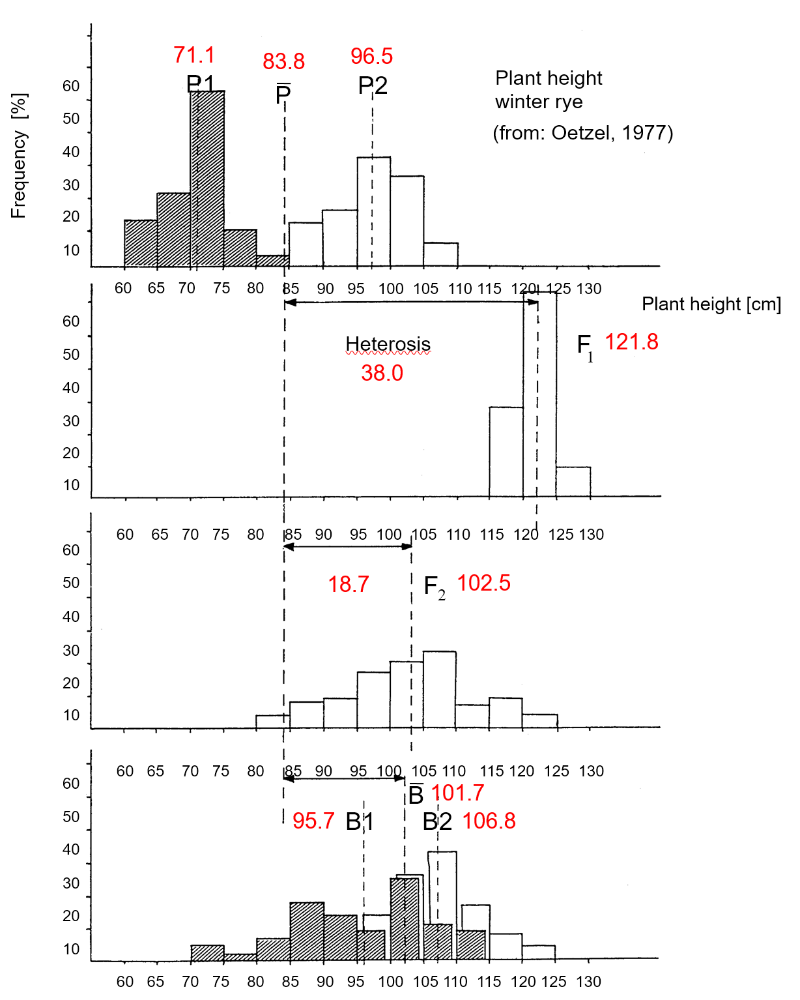 71.1
83.8
96.5
P1
P̅
P2
Plant height
winter rye
(from: Oetzel, 1977)
Frequency [%]
60
50
40
30
20
10
60 65 70 75 80 85 90 95 100 105 110 115 120 125 130
Plant height [cm]
60
50
40
30
20
10
Heterosis
38.0
F1 121.8
60 65 70 75 80 85 90 95 100 105 110 115 120 125 130
60
50
40
30
20
10
18.7
F2 102.5
60 65 70 75 80 85 90 95 100 105 110 115 120 125 130
60
50
40
30
20
10
B̅ 101.7
95.7 B1
B2 106.8
60 65 70 75 80 85 90 95 100 105 110 115 120 125 130